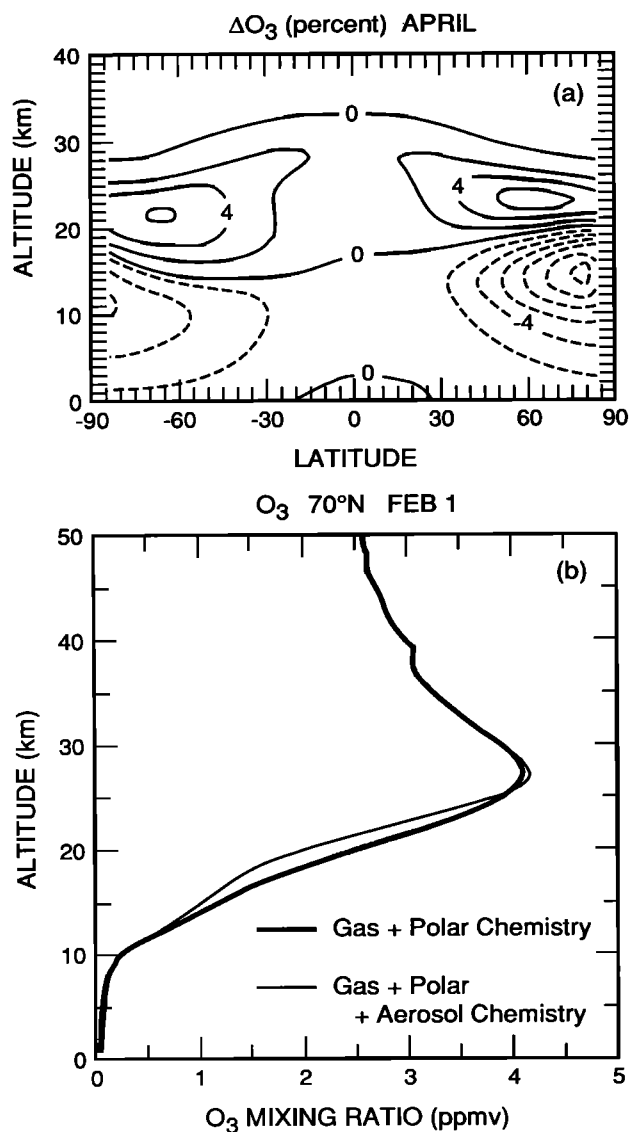 ΔO₃ (percent) APRIL
(a)
40
30
20
10
0
ALTITUDE (km)
0
4
4
0
-4
0
-90 -60 -30 0 30 60 90
LATITUDE
O₃ 70°N FEB 1
(b)
50
40
30
20
10
0
ALTITUDE (km)
Gas + Polar Chemistry
Gas + Polar
+ Aerosol Chemistry
0 1 2 3 4 5
O₃ MIXING RATIO (ppmv)